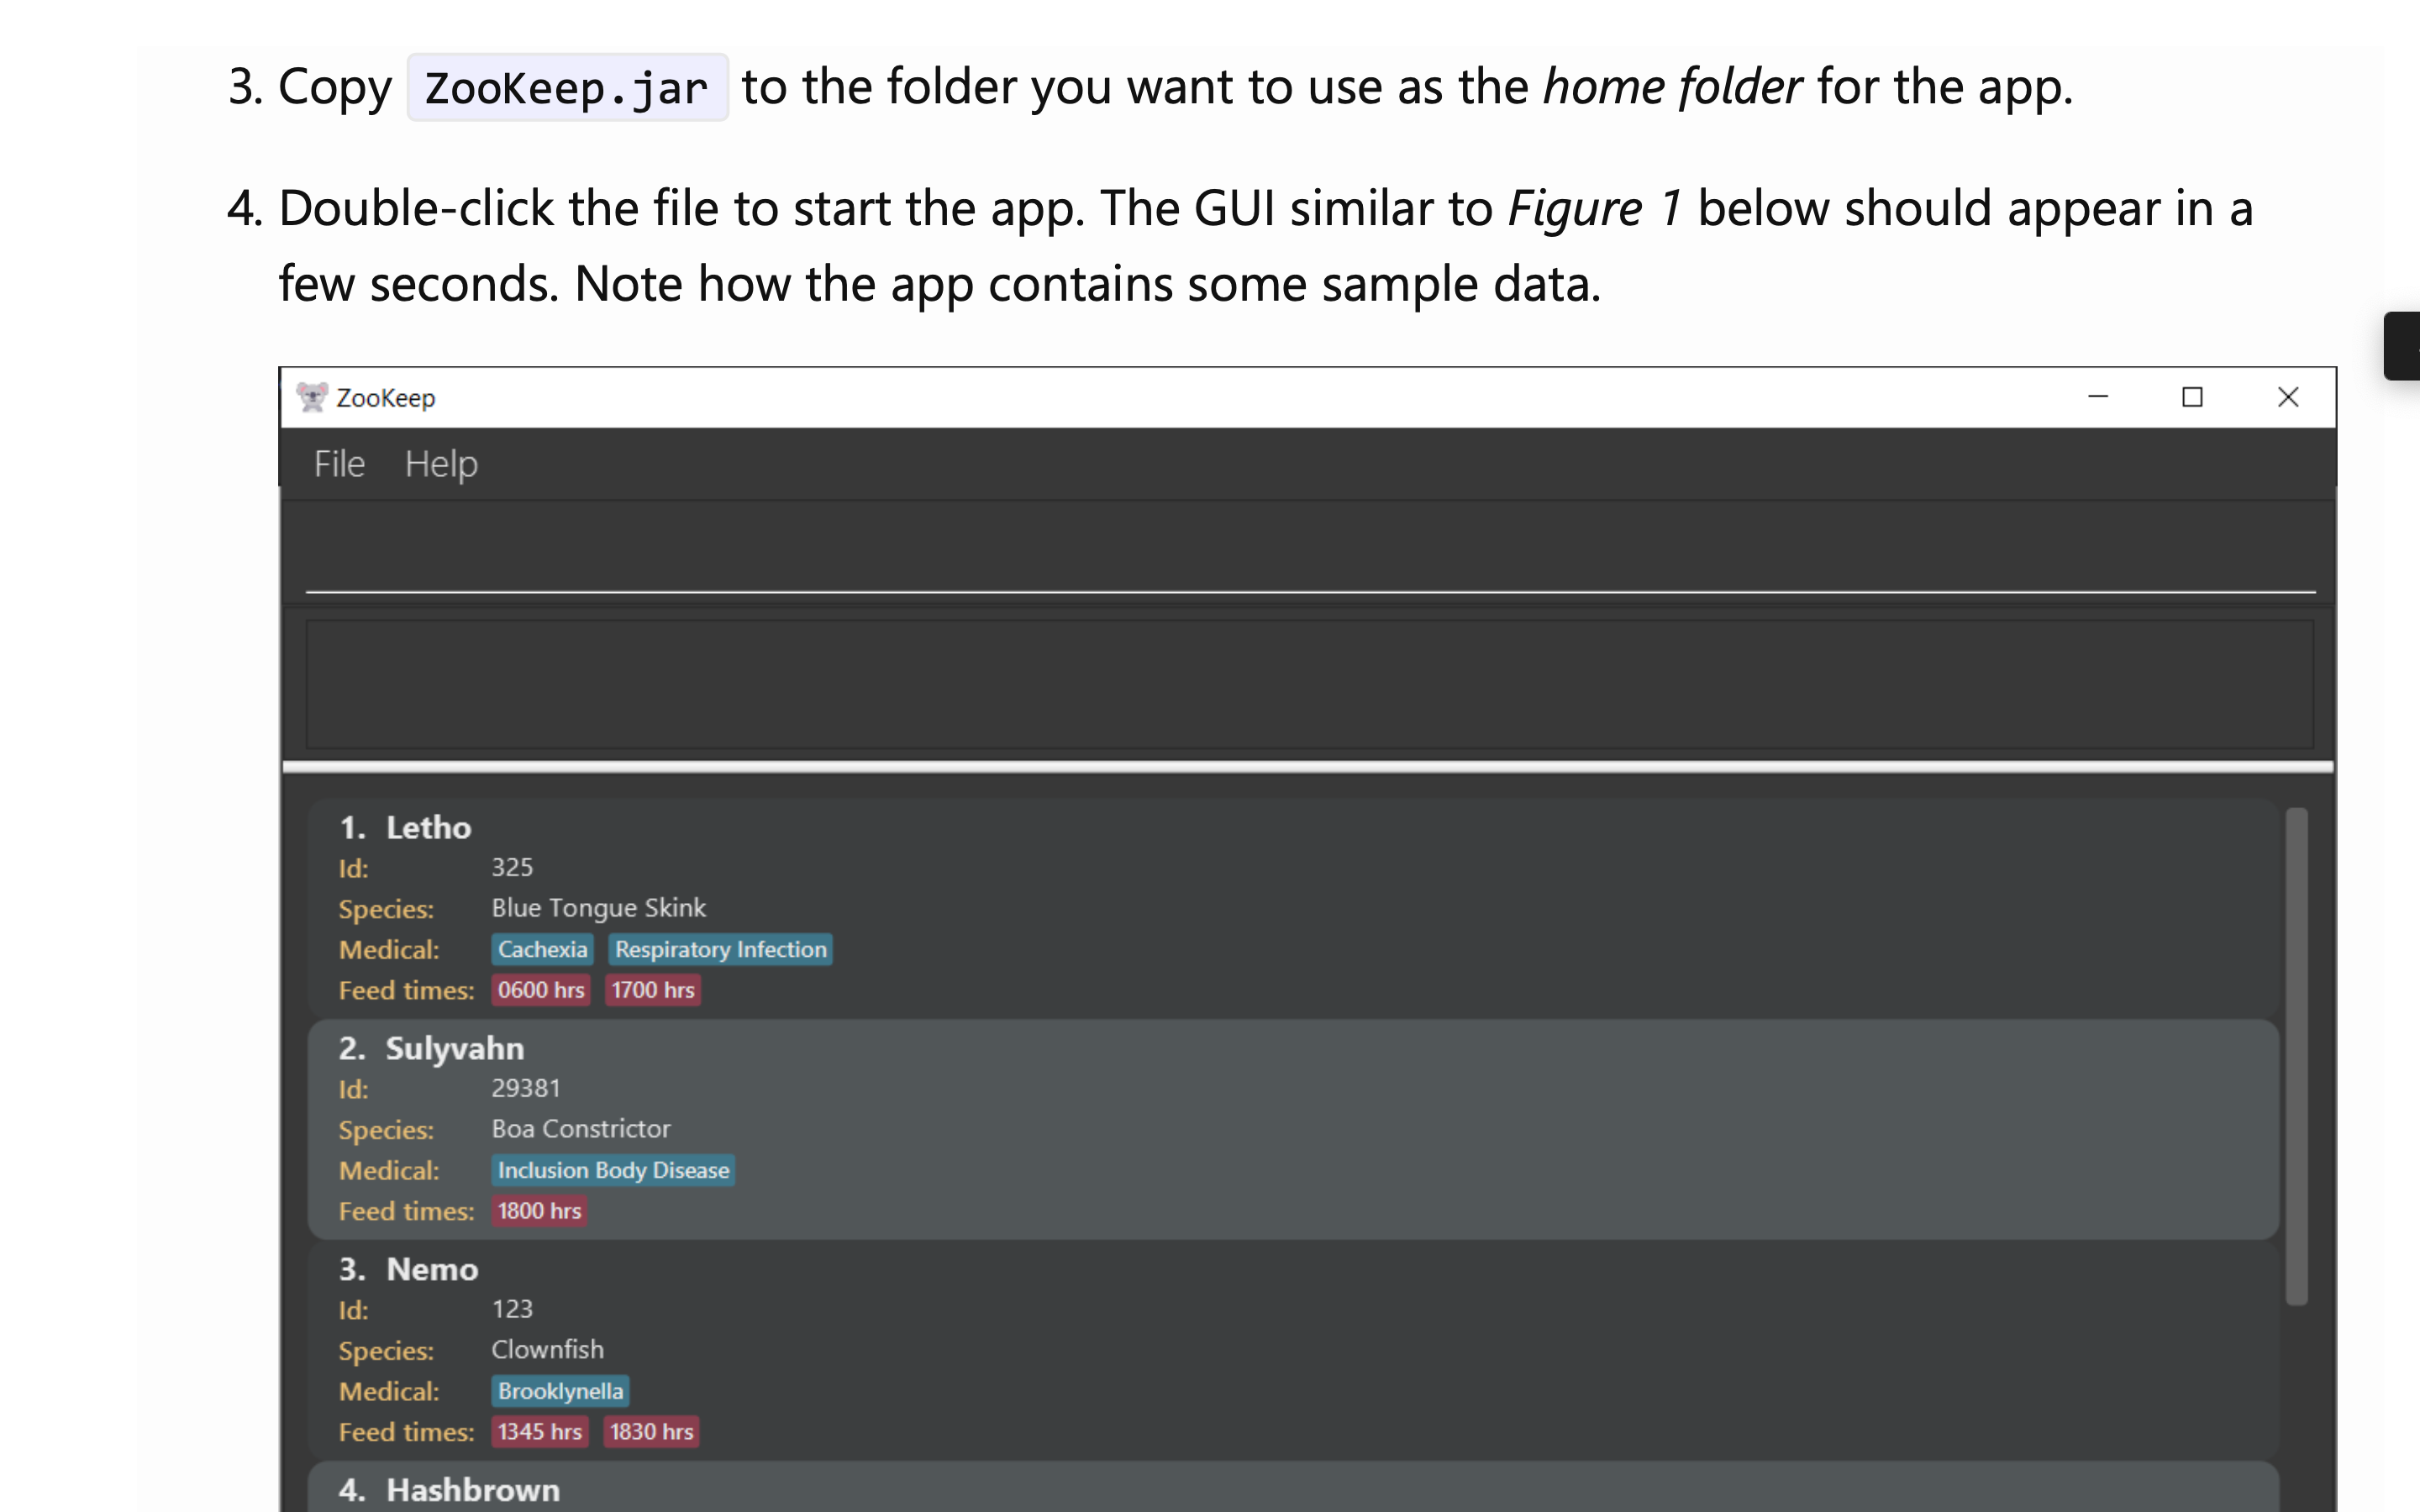 3. Copy ZooKeep.jar to the folder you want to use as the home folder for the app.
4. Double-click the file to start the app. The GUI similar to Figure 1 below should appear in a
few seconds. Note how the app contains some sample data.
ZooKeep
File Help
1. Letho
Id: 325
Species: Blue Tongue Skink
Medical: Cachexia Respiratory Infection
Feed times: 0600 hrs 1700 hrs
2. Sulyvahn
Id: 29381
Species: Boa Constrictor
Medical: Inclusion Body Disease
Feed times: 1800 hrs
3. Nemo
Id: 123
Species: Clownfish
Medical: Brooklynella
Feed times: 1345 hrs 1830 hrs
4. Hashbrown